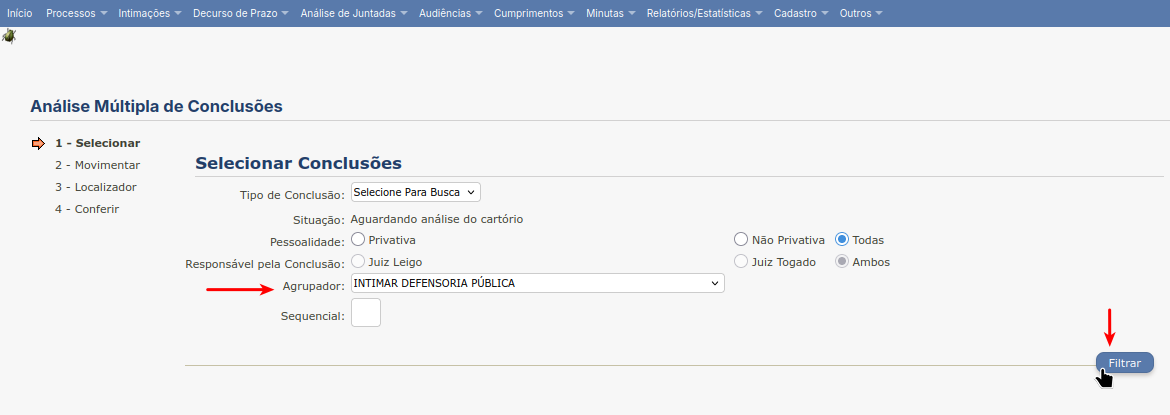 Início Processos Intimações Decurso de Prazo Análise de Juntadas Audiências Cumprimentos Minutas Relatórios/Estatísticas Cadastro Outros
Análise Múltipla de Conclusões
1 - Selecionar
2 - Movimentar
3 - Localizador
4 - Conferir
Selecionar Conclusões
Tipo de Conclusão: Selecione Para Busca
Situação: Aguardando análise do cartório
Pessoalidade: Privativa Não Privativa Todas
Responsável pela Conclusão: Juiz Leigo Juiz Togado Ambos
Agrupador: INTIMAR DEFENSORIA PÚBLICA
Sequencial:
Filtrar